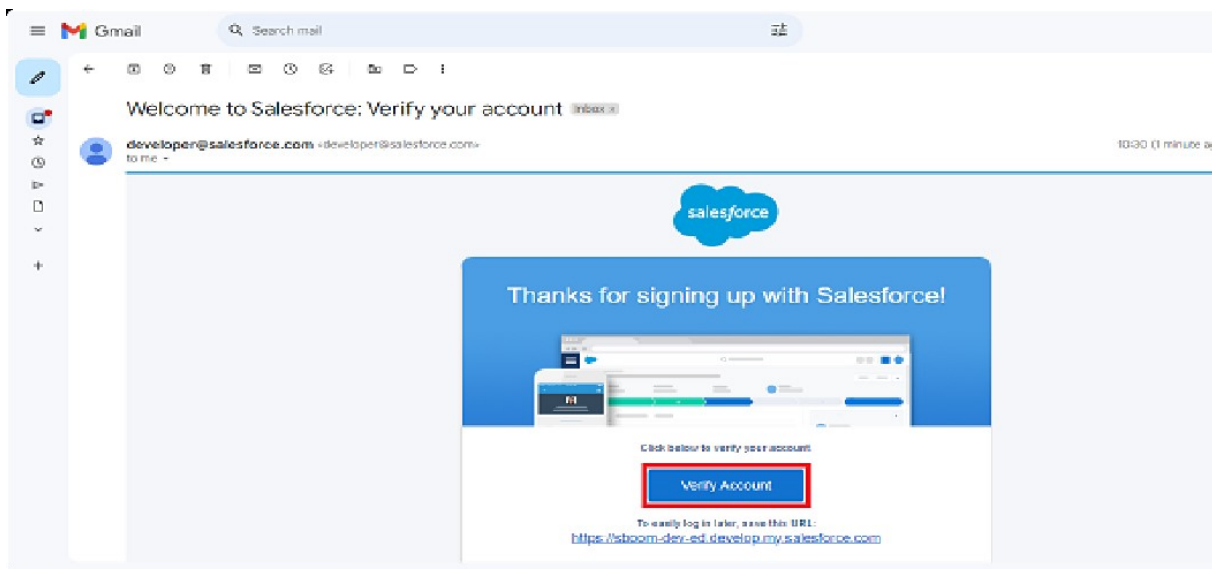 Gmail
Search mail
Welcome to Salesforce: Verify your account Inbox x
developer@salesforce.com <developer@salesforce.com>
to me
10:30 (1 minute ag
salesforce
Thanks for signing up with Salesforce!
Click below to verify your account
Verify Account
To easily log in later, save this URL:
https://sboom-dev-ed.develop.my.salesforce.com